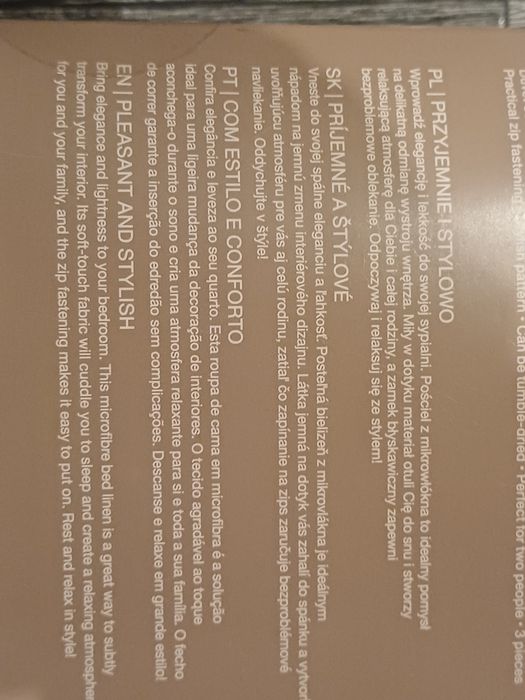 Practical zip fastening
can be tumble-dried • Perfect for two people • 3 pieces
PL | PRZYJEMNIE I STYLOWO
Wprowadź elegancję i lekkość do swojej sypialni. Pościel z mikrowłókna to idealny pomysł
na delikatną odmianę wystroju wnętrza. Miły w dotyku materiał otuli Cię do snu i stworzy
relaksującą atmosferę dla Ciebie i całej rodziny, a zamek błyskawiczny zapewni
bezproblemowe oblekanie. Odpoczywaj i relaksuj się ze stylem!
SK | PRÍJEMNÉ A ŠTÝLOVÉ
Vneste do svojej spálne eleganciu a ľahkosť. Posteľná bielizeň z mikrovlákna je ideálnym
nápadom na jemnú zmenu interiérového dizajnu. Látka jemná na dotyk vás zahalí do spánku a vytvor
uvoľňujúcu atmosféru pre vás aj celú rodinu, zatiaľ čo zapínanie na zips zaručuje bezproblémové
navliekanie. Oddychujte v štýle!
PT | COM ESTILO E CONFORTO
Confira elegância e leveza ao seu quarto. Esta roupa de cama em microfibra é a solução
ideal para uma ligeira mudança da decoração de interiores. O tecido agradável ao toque
aconchega-o durante o sono e cria uma atmosfera relaxante para si e toda a sua família. O fecho
de correr garante a inserção do edredão sem complicações. Descanse e relaxe em grande estilo!
EN | PLEASANT AND STYLISH
Bring elegance and lightness to your bedroom. This microfibre bed linen is a great way to subtly
transform your interior. Its soft-touch fabric will cuddle you to sleep and create a relaxing atmosphe
for you and your family, and the zip fastening makes it easy to put on. Rest and relax in style!